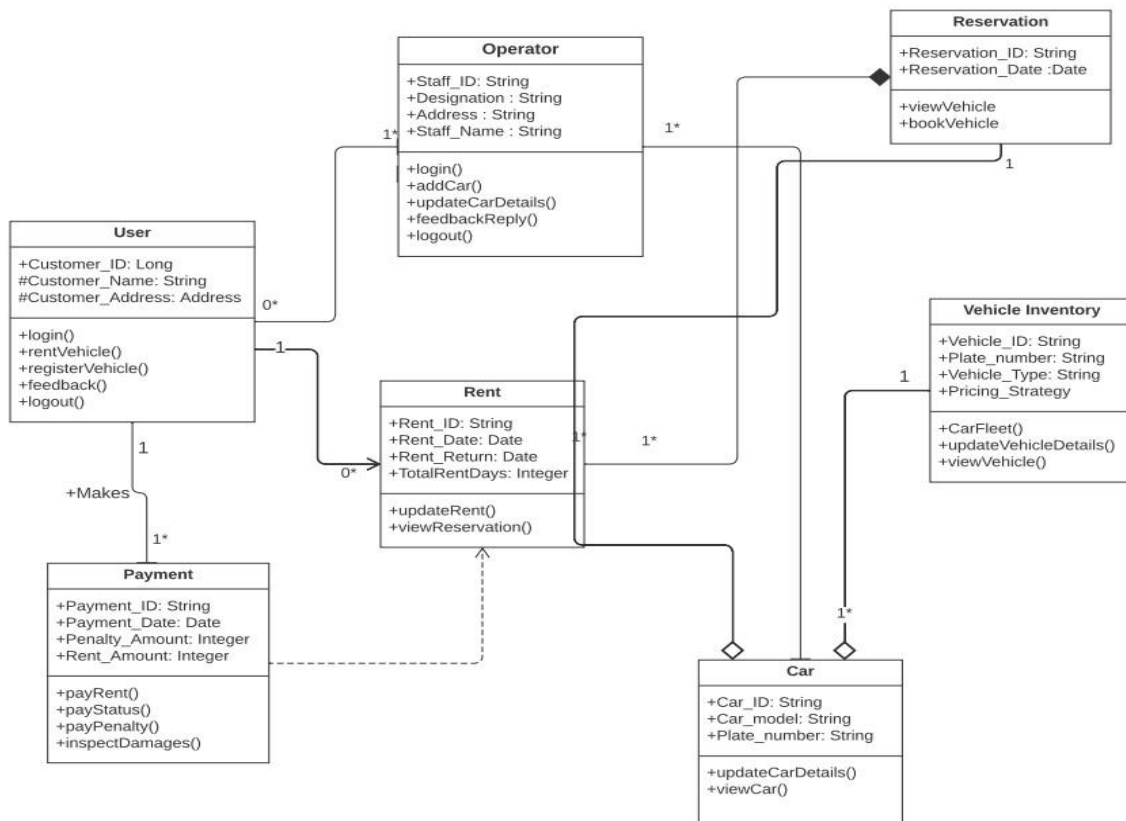 Reservation
+Reservation_ID: String
+Reservation_Date :Date
+viewVehicle
+bookVehicle
1
Operator
+Staff_ID: String
+Designation : String
+Address : String
+Staff_Name : String
+login()
+addCar()
+updateCarDetails()
+feedbackReply()
+logout()
1*
1*
User
+Customer_ID: Long
#Customer_Name: String
#Customer_Address: Address
+login()
+rentVehicle()
+registerVehicle()
+feedback()
+logout()
0*
1
1
+Makes
1*
0*
Vehicle Inventory
+Vehicle_ID: String
+Plate_number: String
+Vehicle_Type: String
+Pricing_Strategy
+CarFleet()
+updateVehicleDetails()
+viewVehicle()
1
1*
Rent
+Rent_ID: String
+Rent_Date: Date
+Rent_Return: Date
+TotalRentDays: Integer
+updateRent()
+viewReservation()
1*
1*
Payment
+Payment_ID: String
+Payment_Date: Date
+Penalty_Amount: Integer
+Rent_Amount: Integer
+payRent()
+payStatus()
+payPenalty()
+inspectDamages()
Car
+Car_ID: String
+Car_model: String
+Plate_number: String
+updateCarDetails()
+viewCar()